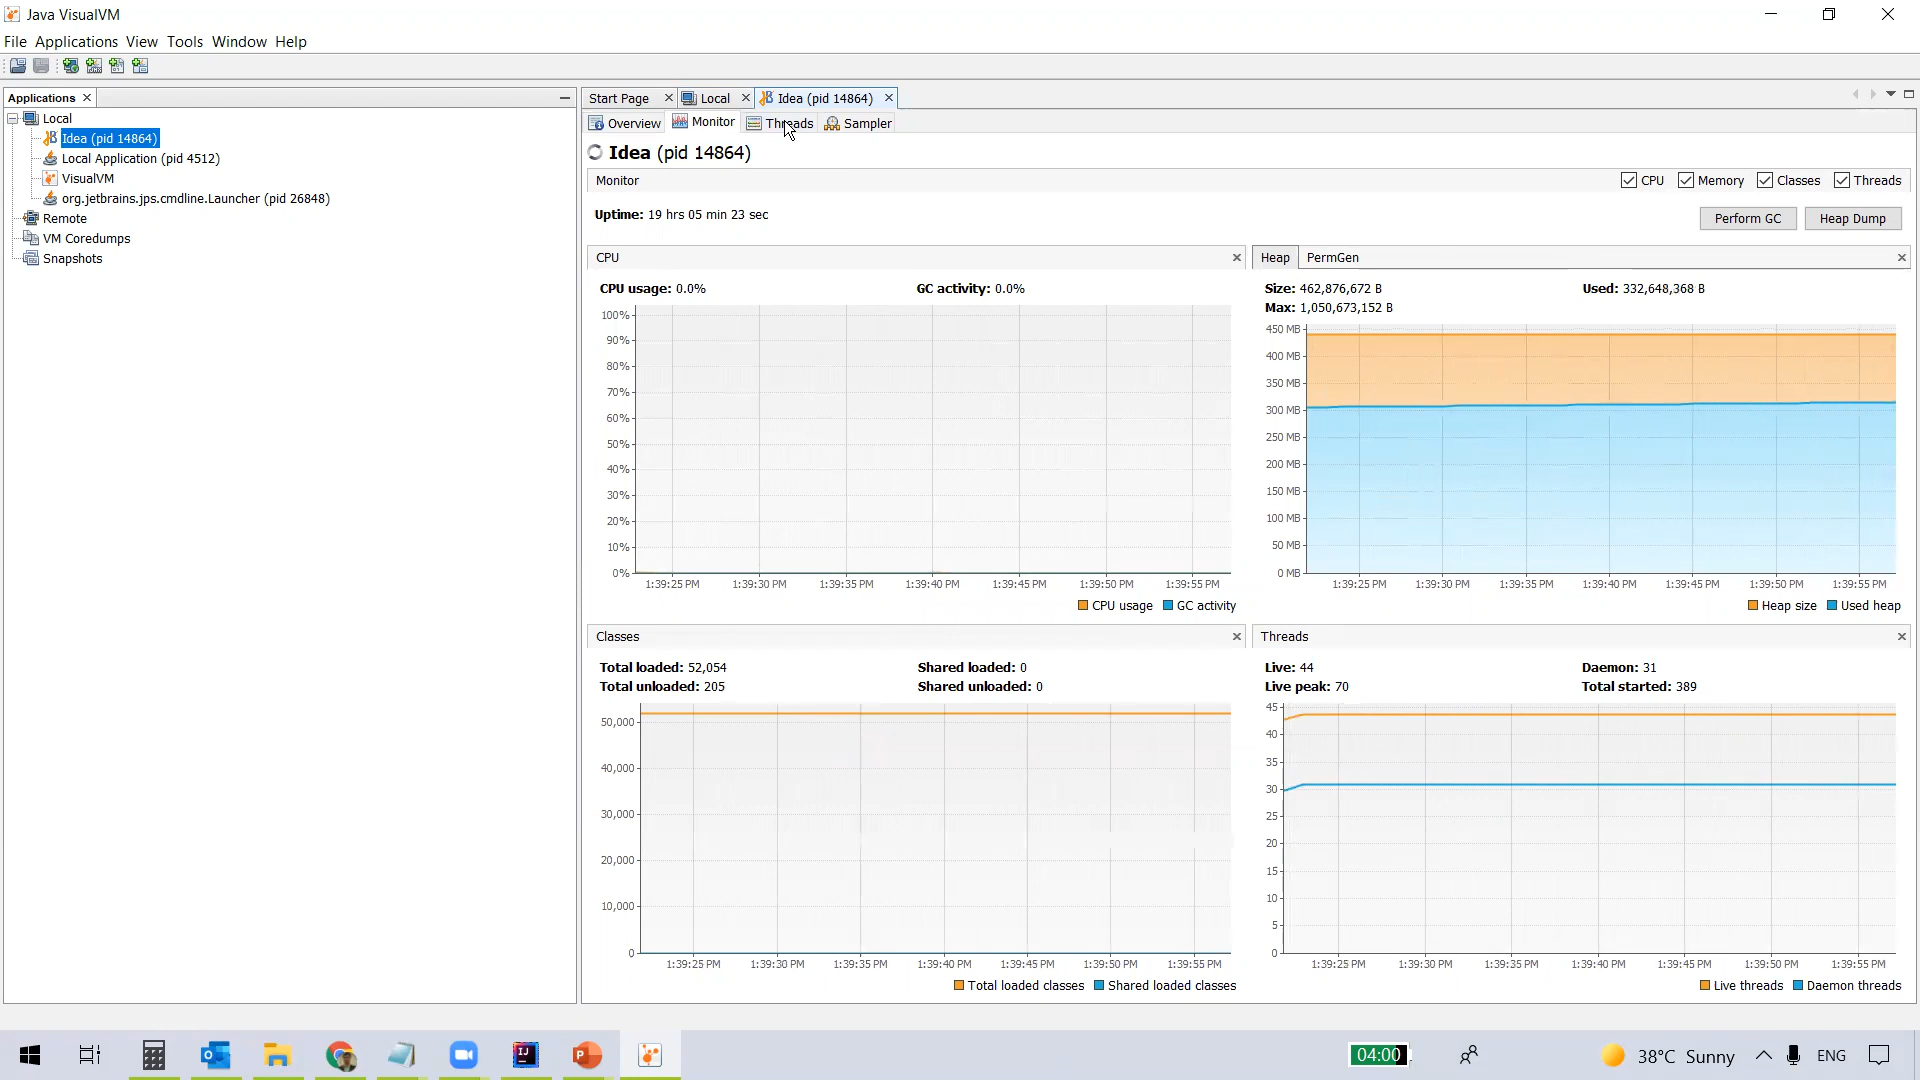 Java VisualVM
File Applications View Tools Window Help
Applications
Local
Idea (pid 14864)
Local Application (pid 4512)
VisualVM
org.jetbrains.jps.cmdline.Launcher (pid 26848)
Remote
VM Coredumps
Snapshots
Start Page Local Idea (pid 14864)
Overview Monitor Threads Sampler
Idea (pid 14864)
Monitor CPU Memory Classes Threads
Uptime: 19 hrs 05 min 23 sec
Perform GC Heap Dump
CPU
CPU usage: 0.0% GC activity: 0.0%
100%
90%
80%
70%
60%
50%
40%
30%
20%
10%
0%
1:39:25 PM 1:39:30 PM 1:39:35 PM 1:39:40 PM 1:39:45 PM 1:39:50 PM 1:39:55 PM
CPU usage GC activity
Heap PermGen
Size: 462,876,672 B Used: 332,648,368 B
Max: 1,050,673,152 B
450 MB
400 MB
350 MB
300 MB
250 MB
200 MB
150 MB
100 MB
50 MB
0 MB
1:39:25 PM 1:39:30 PM 1:39:35 PM 1:39:40 PM 1:39:45 PM 1:39:50 PM 1:39:55 PM
Heap size Used heap
Classes
Total loaded: 52,054 Shared loaded: 0
Total unloaded: 205 Shared unloaded: 0
50,000
40,000
30,000
20,000
10,000
0
1:39:25 PM 1:39:30 PM 1:39:35 PM 1:39:40 PM 1:39:45 PM 1:39:50 PM 1:39:55 PM
Total loaded classes Shared loaded classes
Threads
Live: 44 Daemon: 31
Live peak: 70 Total started: 389
45
40
35
30
25
20
15
10
5
0
1:39:25 PM 1:39:30 PM 1:39:35 PM 1:39:40 PM 1:39:45 PM 1:39:50 PM 1:39:55 PM
Live threads Daemon threads
04:00 38°C Sunny ENG